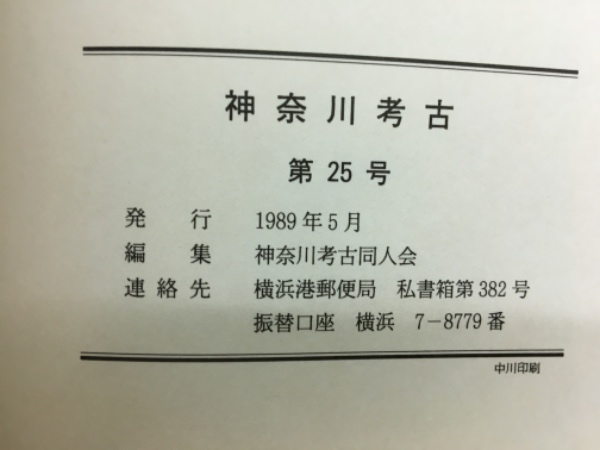 神奈川考古
第25号
発行 1989年5月
編集 神奈川考古同人会
連絡先 横浜港郵便局 私書箱第382号
振替口座 横浜 7-8779番
中川印刷